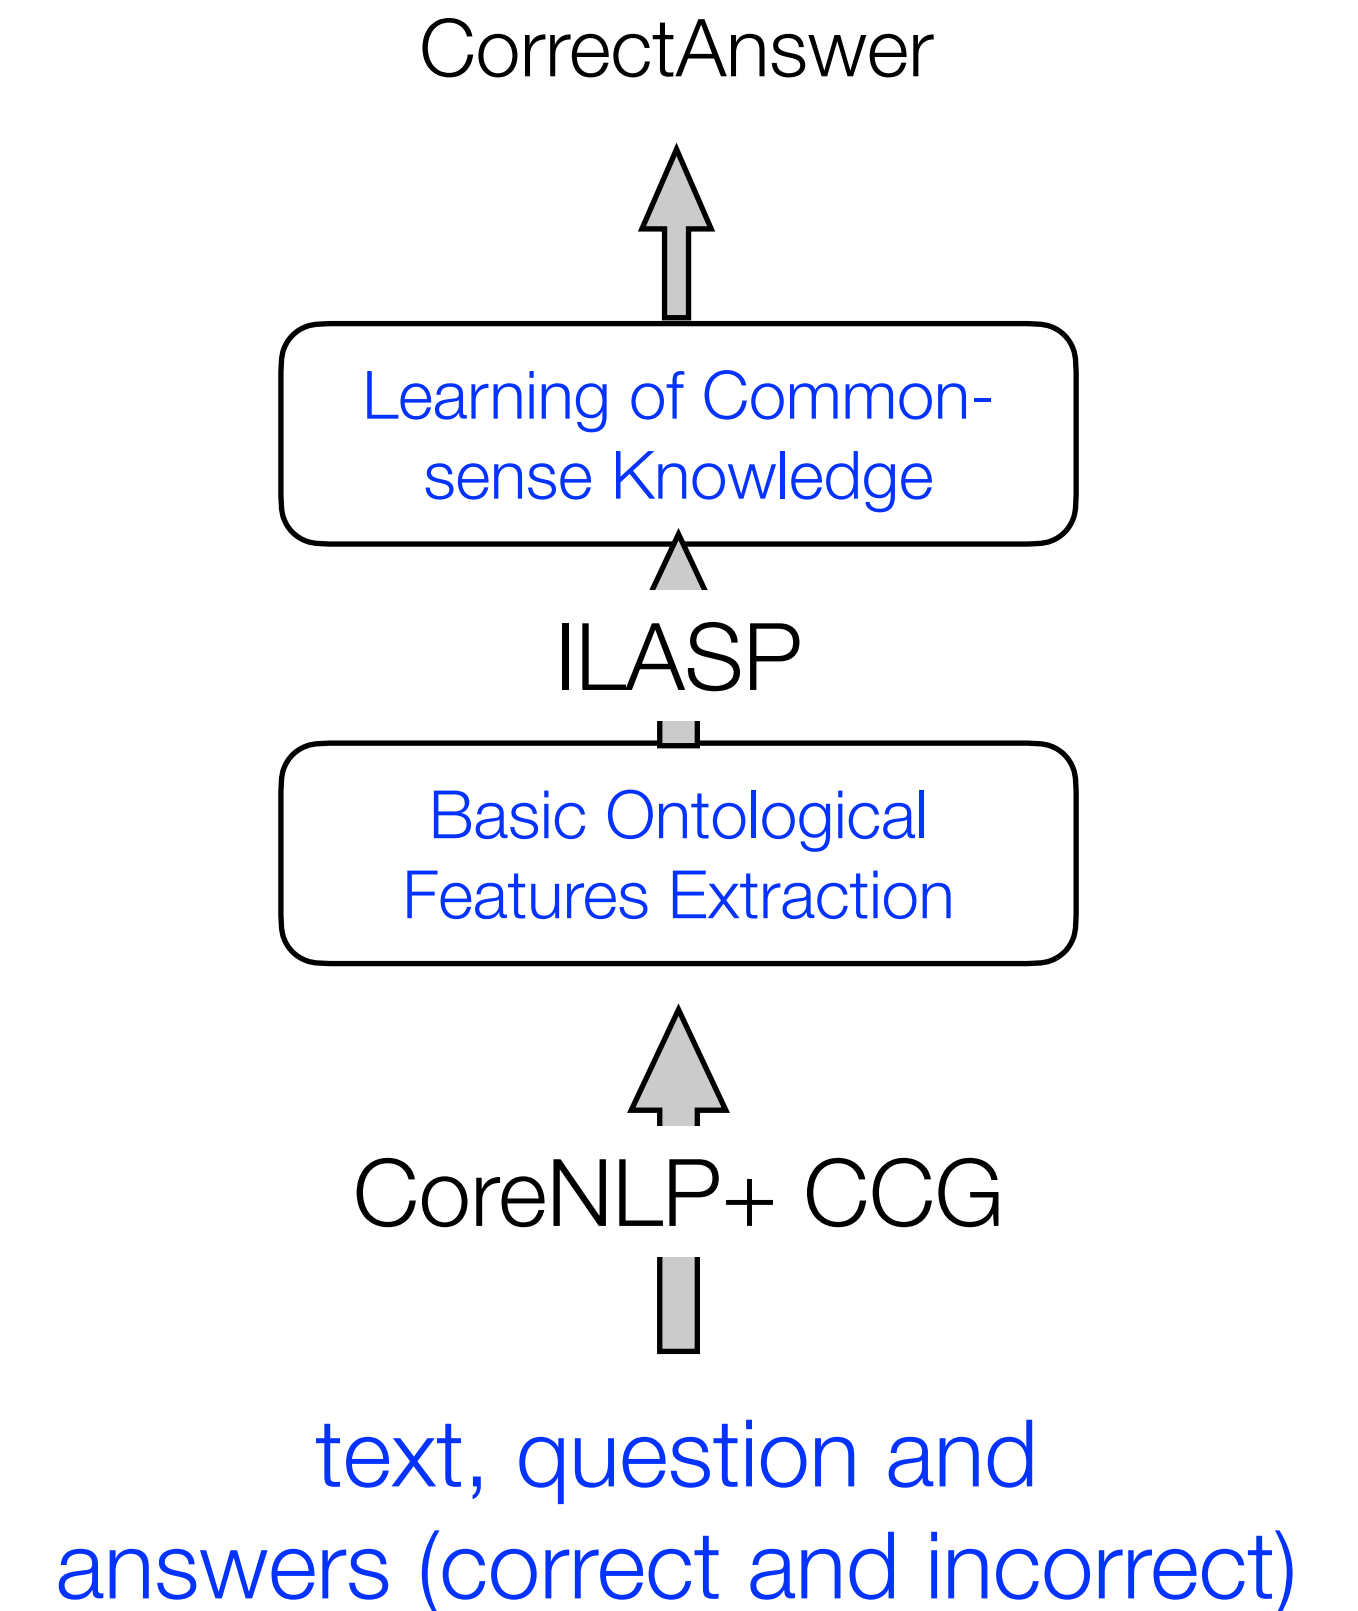 CorrectAnswer
Learning of Common-
sense Knowledge
ILASP
Basic Ontological
Features Extraction
CoreNLP+ CCG
text, question and
answers (correct and incorrect)